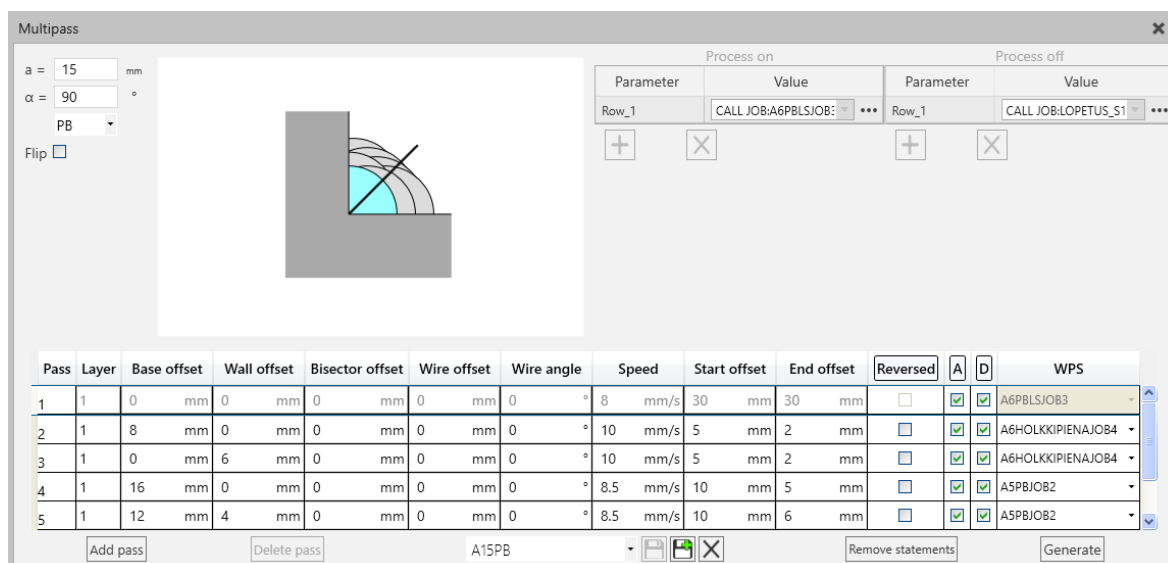 Multipass
a = 15 mm
α = 90 °
PB
Flip
Process on Process off
Parameter Value Parameter Value
Row_1 CALL JOB:A6PBLSJOB3 ••• Row_1 CALL JOB:LOPETUS_S1 •••
Pass Layer Base offset Wall offset Bisector offset Wire offset Wire angle Speed Start offset End offset Reversed A D WPS
1 1 0 mm 0 mm 0 mm 0 mm 0 ° 8 mm/s 30 mm 30 mm A6PBLSJOB3
2 1 8 mm 0 mm 0 mm 0 mm 0 ° 10 mm/s 5 mm 2 mm A6HOLKKIPIENAJOB4
3 1 0 mm 6 mm 0 mm 0 mm 0 ° 10 mm/s 5 mm 2 mm A6HOLKKIPIENAJOB4
4 1 16 mm 0 mm 0 mm 0 mm 0 ° 8.5 mm/s 10 mm 5 mm A5PBJOB2
5 1 12 mm 4 mm 0 mm 0 mm 0 ° 8.5 mm/s 10 mm 6 mm A5PBJOB2
Add pass Delete pass A15PB Remove statements Generate